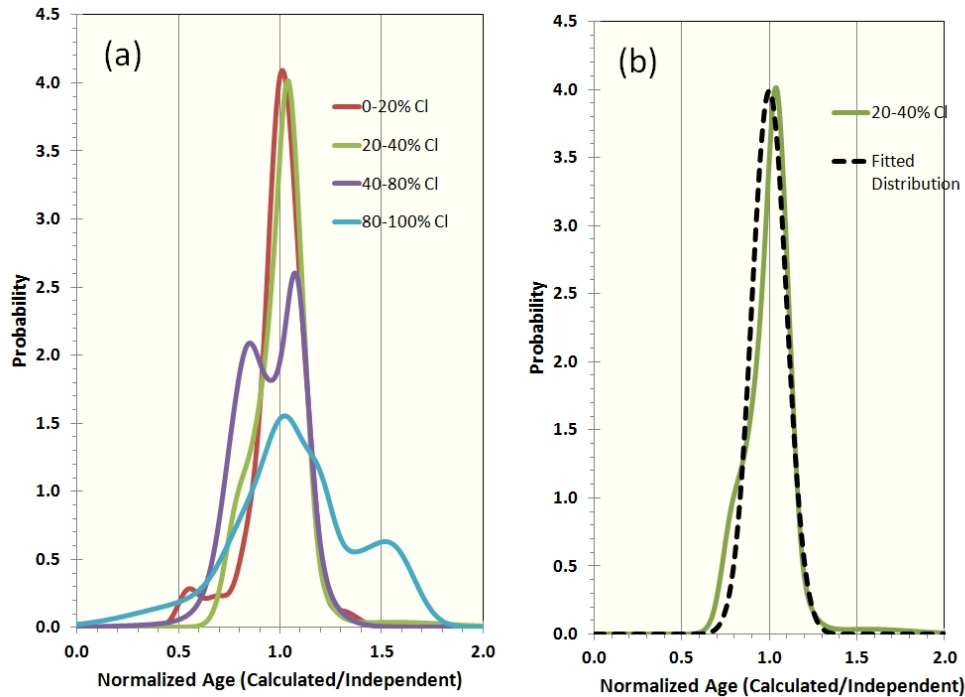 (a)
Probability
4.5
4.0
3.5
3.0
2.5
2.0
1.5
1.0
0.5
0.0
0-20% Cl
20-40% Cl
40-80% Cl
80-100% Cl
0.0 0.5 1.0 1.5 2.0
Normalized Age (Calculated/Independent)
(b)
Probability
4.5
4.0
3.5
3.0
2.5
2.0
1.5
1.0
0.5
0.0
20-40% Cl
Fitted
Distribution
0.0 0.5 1.0 1.5 2.0
Normalized Age (Calculated/Independent)